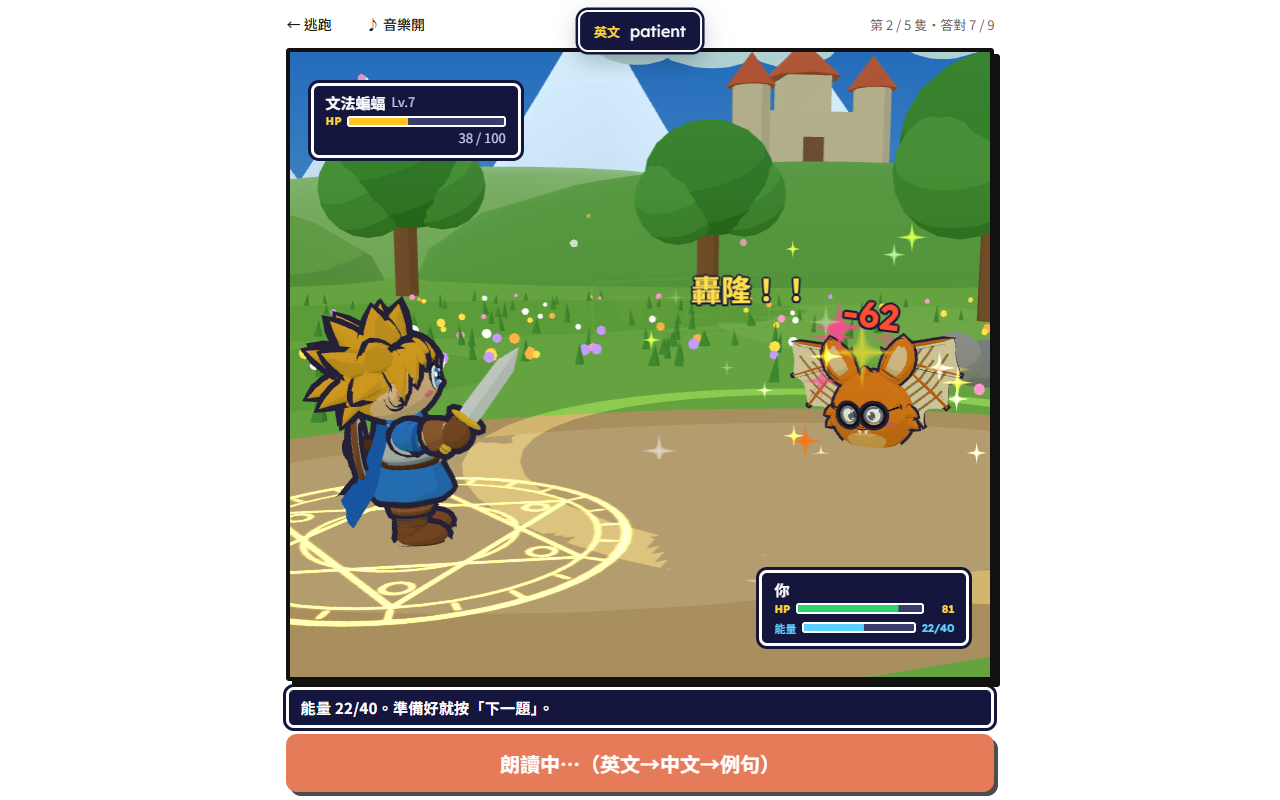 ← 逃跑
♪ 音樂開
英文 patient
第 2 / 5 隻・答對 7 / 9
文法蝙蝠 Lv.7
HP
38 / 100
轟隆！！
-62
你
HP 81
能量 22/40
能量 22/40。準備好就按「下一題」。
朗讀中…（英文→中文→例句）